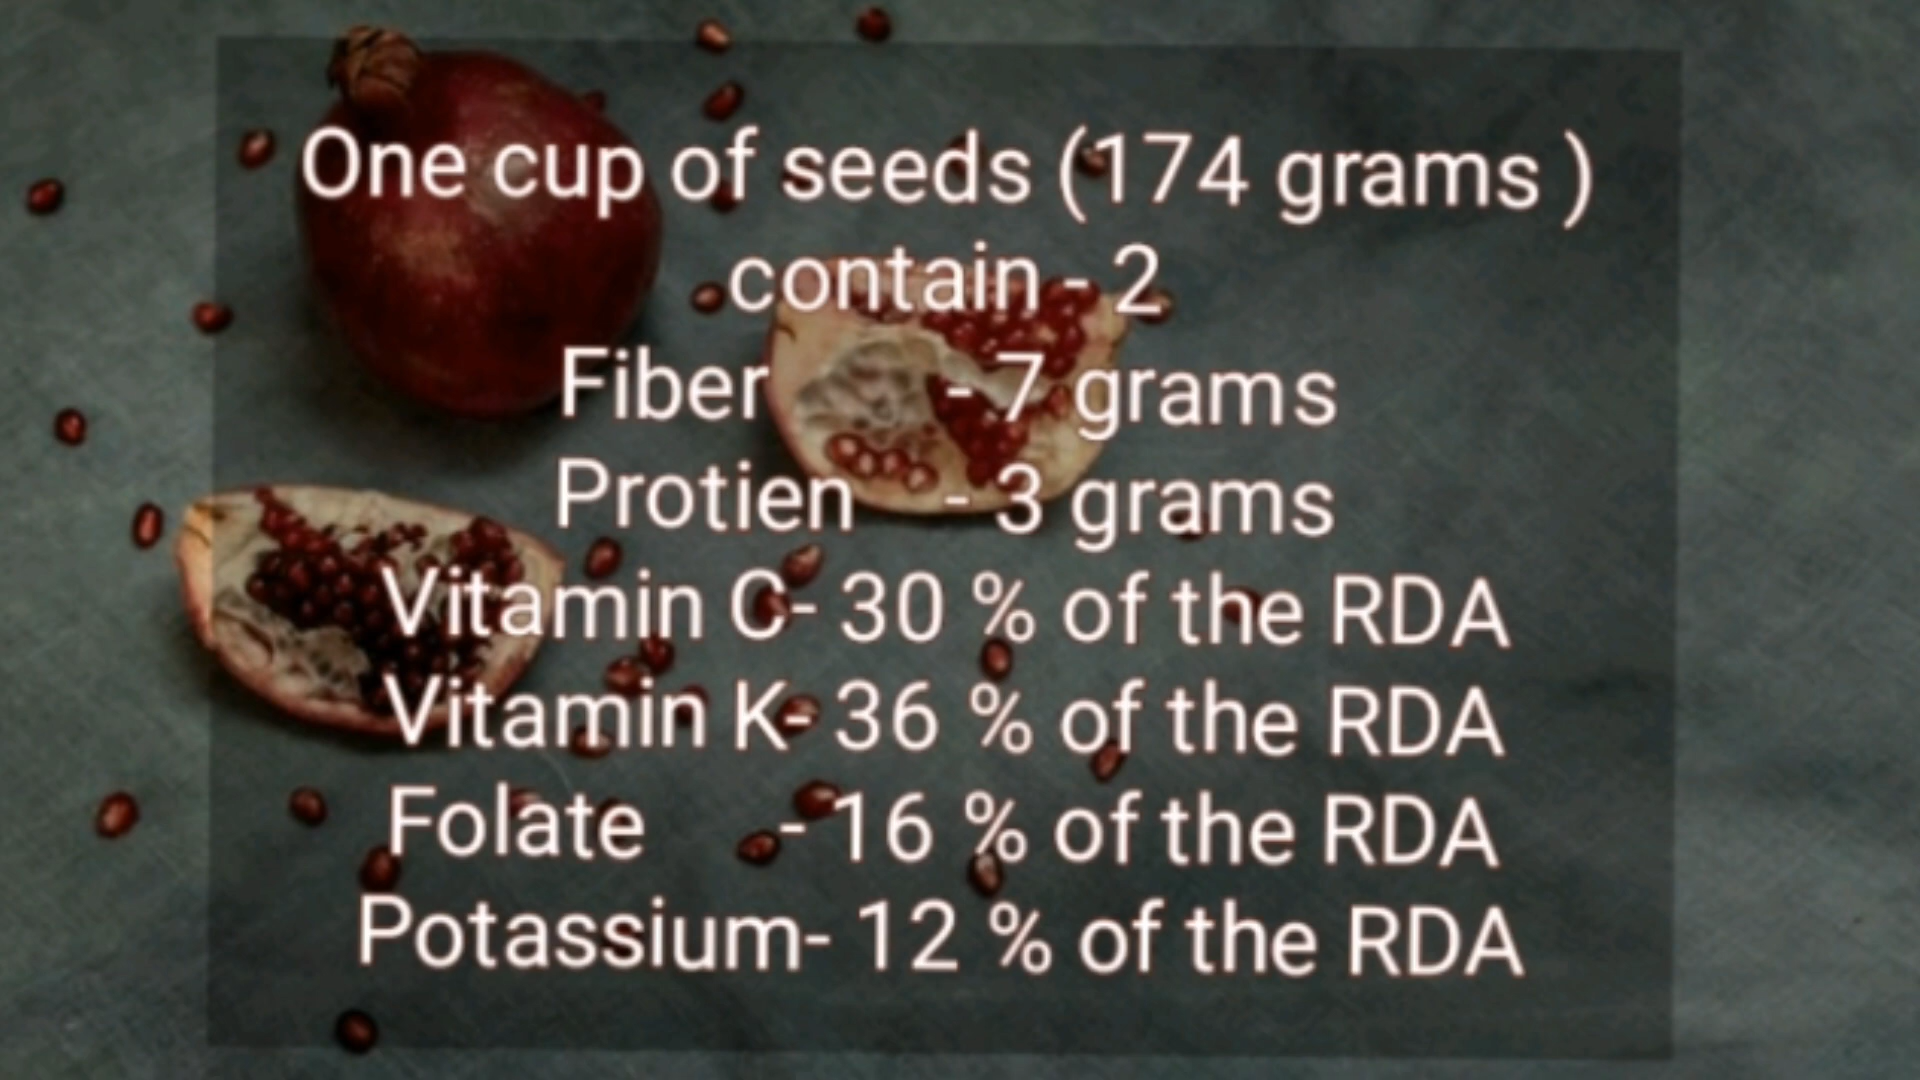 One cup of seeds (174 grams )
contain - 2
Fiber - 7 grams
Protien - 3 grams
Vitamin C- 30 % of the RDA
Vitamin K- 36 % of the RDA
Folate - 16 % of the RDA
Potassium- 12 % of the RDA